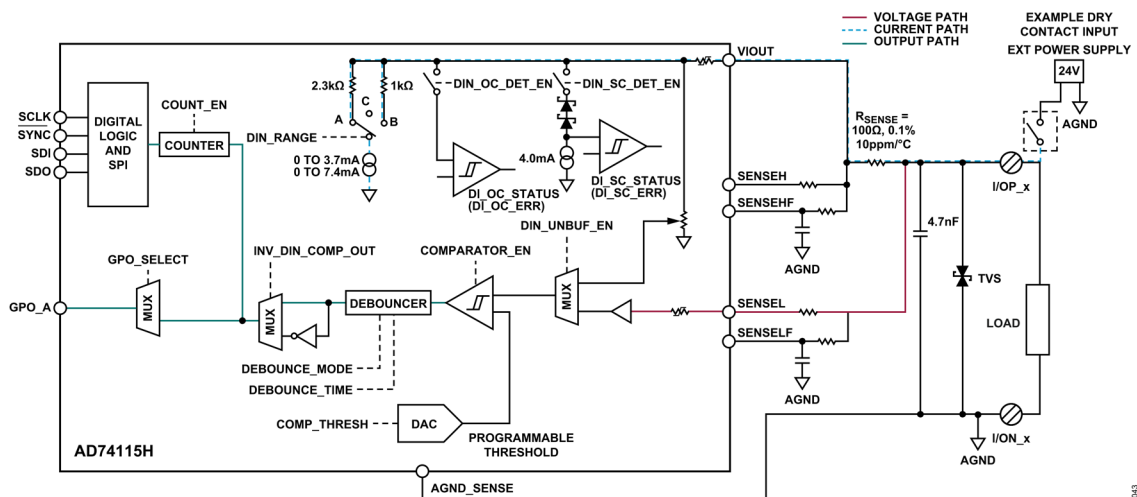 VOLTAGE PATH
CURRENT PATH
OUTPUT PATH
EXAMPLE DRY
CONTACT INPUT
EXT POWER SUPPLY
24V
AGND
VIOUT
2.3kΩ
1kΩ
C
A
B
DIN_OC_DET_EN
DIN_SC_DET_EN
SCLK
SYNC
SDI
SDO
DIGITAL
LOGIC
AND
SPI
COUNT_EN
COUNTER
DIN_RANGE
0 TO 3.7mA
0 TO 7.4mA
4.0mA
DI_OC_STATUS
(DI_OC_ERR)
DI_SC_STATUS
(DI_SC_ERR)
RSENSE =
100Ω, 0.1%
10ppm/°C
I/OP_x
SENSEH
SENSEHF
AGND
4.7nF
TVS
LOAD
DIN_UNBUF_EN
COMPARATOR_EN
INV_DIN_COMP_OUT
GPO_SELECT
GPO_A
MUX
MUX
DEBOUNCER
MUX
SENSEL
SENSELF
AGND
DEBOUNCE_MODE
DEBOUNCE_TIME
COMP_THRESH
DAC
PROGRAMMABLE
THRESHOLD
I/ON_x
AGND
AD74115H
AGND_SENSE
043